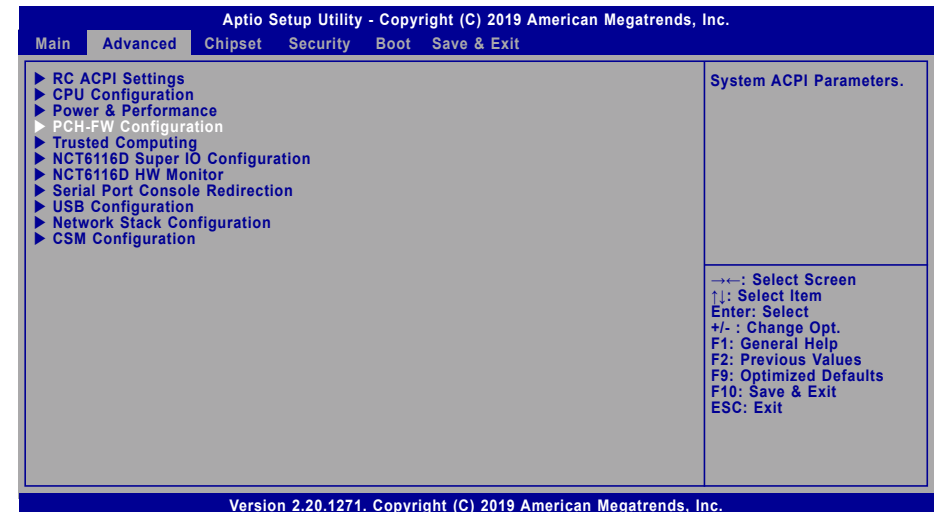 Aptio Setup Utility - Copyright (C) 2019 American Megatrends, Inc.
Main Advanced Chipset Security Boot Save & Exit
▶ RC ACPI Settings
▶ CPU Configuration
▶ Power & Performance
▶ PCH-FW Configuration
▶ Trusted Computing
▶ NCT6116D Super IO Configuration
▶ NCT6116D HW Monitor
▶ Serial Port Console Redirection
▶ USB Configuration
▶ Network Stack Configuration
▶ CSM Configuration
System ACPI Parameters.
→←: Select Screen
↑↓: Select Item
Enter: Select
+/- : Change Opt.
F1: General Help
F2: Previous Values
F9: Optimized Defaults
F10: Save & Exit
ESC: Exit
Version 2.20.1271. Copyright (C) 2019 American Megatrends, Inc.